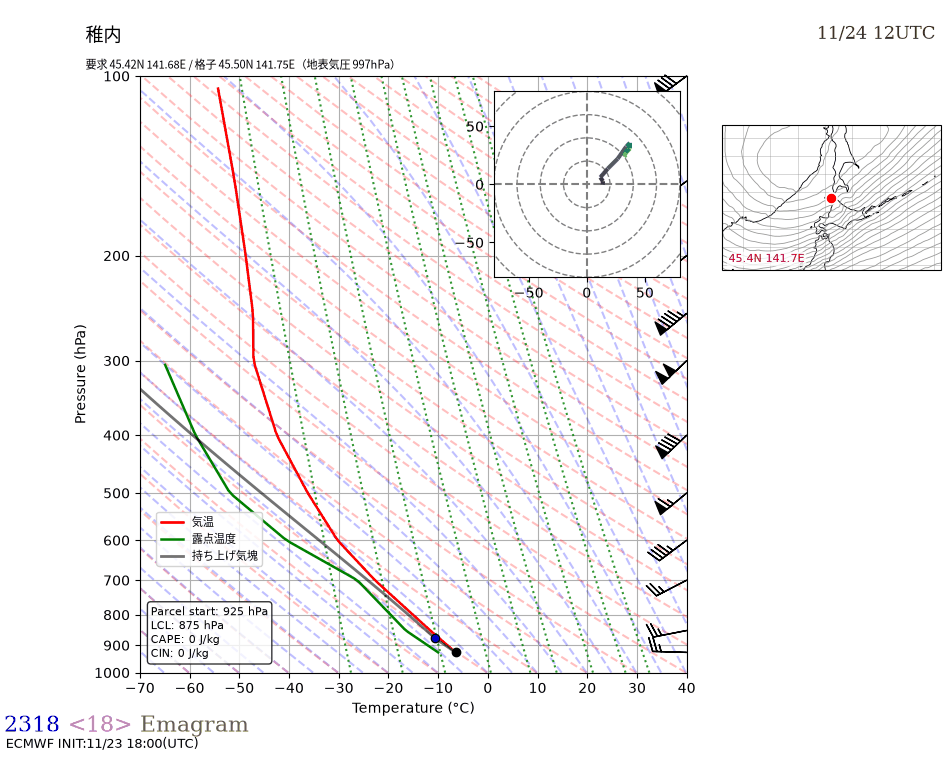 稚内
11/24 12UTC
要求 45.42N 141.68E / 格子 45.50N 141.75E（地表気圧 997hPa）
100
200
300
400
500
600
700
800
900
1000
Pressure (hPa)
50
0
−50
−50 0 50
45.4N 141.7E
気温
露点温度
持ち上げ気塊
Parcel start: 925 hPa
LCL: 875 hPa
CAPE: 0 J/kg
CIN: 0 J/kg
−70 −60 −50 −40 −30 −20 −10 0 10 20 30 40
Temperature (°C)
2318 <18> Emagram
ECMWF INIT:11/23 18:00(UTC)